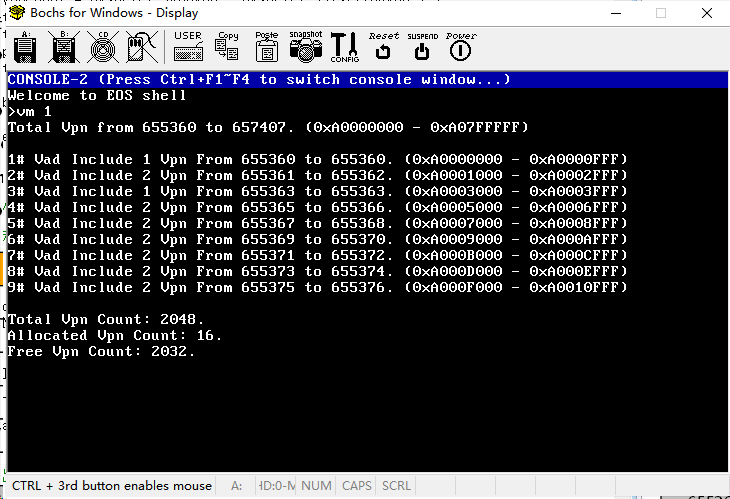 Bochs for Windows - Display
A: B: CD USER Copy Paste snapshot T CONFIG Reset SUSPEND Power
CONSOLE-2 (Press Ctrl+F1~F4 to switch console window...)
Welcome to EOS shell
>vm 1
Total Vpn from 655360 to 657407. (0xA0000000 - 0xA07FFFFF)
1# Vad Include 1 Vpn From 655360 to 655360. (0xA0000000 - 0xA0000FFF)
2# Vad Include 2 Vpn From 655361 to 655362. (0xA0001000 - 0xA0002FFF)
3# Vad Include 1 Vpn From 655363 to 655363. (0xA0003000 - 0xA0003FFF)
4# Vad Include 2 Vpn From 655365 to 655366. (0xA0005000 - 0xA0006FFF)
5# Vad Include 2 Vpn From 655367 to 655368. (0xA0007000 - 0xA0008FFF)
6# Vad Include 2 Vpn From 655369 to 655370. (0xA0009000 - 0xA000AFFF)
7# Vad Include 2 Vpn From 655371 to 655372. (0xA000B000 - 0xA000CFFF)
8# Vad Include 2 Vpn From 655373 to 655374. (0xA000D000 - 0xA000EFFF)
9# Vad Include 2 Vpn From 655375 to 655376. (0xA000F000 - 0xA0010FFF)
Total Vpn Count: 2048.
Allocated Vpn Count: 16.
Free Vpn Count: 2032.
CTRL + 3rd button enables mouse A: HD:0-M NUM CAPS SCRL